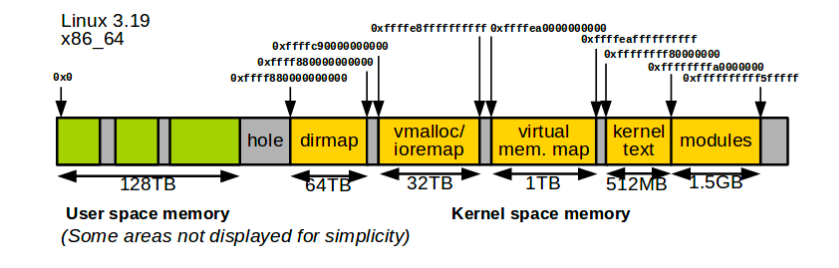 Linux 3.19
x86_64
0xffffe8ffffffffff 0xffffea0000000000
0xffffc90000000000 0xffffeaffffffffff
0xffffffff80000000
0xffff880000000000 0xffffffffa0000000
0x0 0xffff880000000000 0xffffffffff5fffff
hole dirmap vmalloc/ioremap virtual mem. map kernel text modules
128TB 64TB 32TB 1TB 512MB 1.5GB
User space memory Kernel space memory
(Some areas not displayed for simplicity)